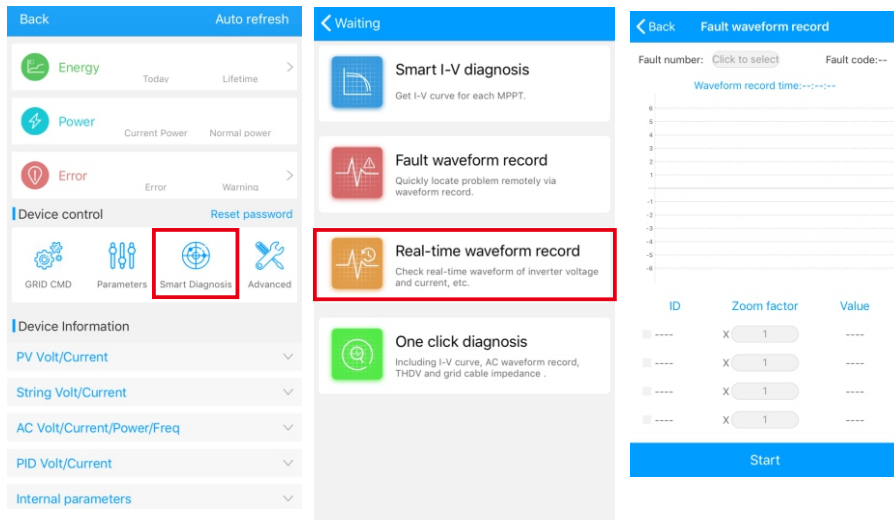 Back Auto refresh
Energy
Today Lifetime
Power
Current Power Normal power
Error
Error Warning
Device control Reset password
GRID CMD Parameters Smart Diagnosis Advanced
Device Information
PV Volt/Current
String Volt/Current
AC Volt/Current/Power/Freq
PID Volt/Current
Internal parameters
Waiting
Smart I-V diagnosis
Get I-V curve for each MPPT.
Fault waveform record
Quickly locate problem remotely via
waveform record.
Real-time waveform record
Check real-time waveform of inverter voltage
and current, etc.
One click diagnosis
Including I-V curve, AC waveform record,
THDV and grid cable impedance .
Back Fault waveform record
Fault number: Click to select Fault code:--
Waveform record time:--:--:--
6
5
4
3
2
1
-1
-2
-3
-4
-5
-6
ID Zoom factor Value
---- X 1 ----
---- X 1 ----
---- X 1 ----
---- X 1 ----
Start